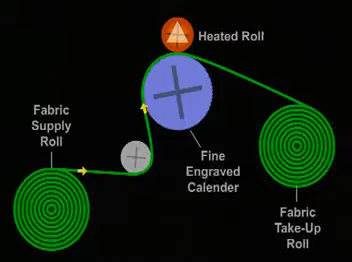 Heated Roll
Fabric
Supply
Roll
Fine
Engraved
Calender
Fabric
Take-Up
Roll